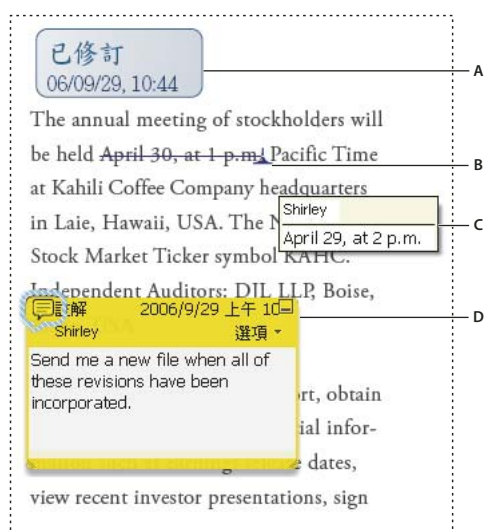 已修訂
06/09/29, 10:44
A
The annual meeting of stockholders will
be held April 30, at 1 p.m. Pacific Time
B
at Kahili Coffee Company headquarters
in Laie, Hawaii, USA. The N
Shirley
April 29, at 2 p.m.
C
Stock Market Ticker symbol KAHC.
Independent Auditors: DJL LLP, Boise,
註解 2006/9/29 上午 10
D
Shirley 選項
Send me a new file when all of
these revisions have been
incorporated.
rt, obtain
ial infor-
dates,
view recent investor presentations, sign